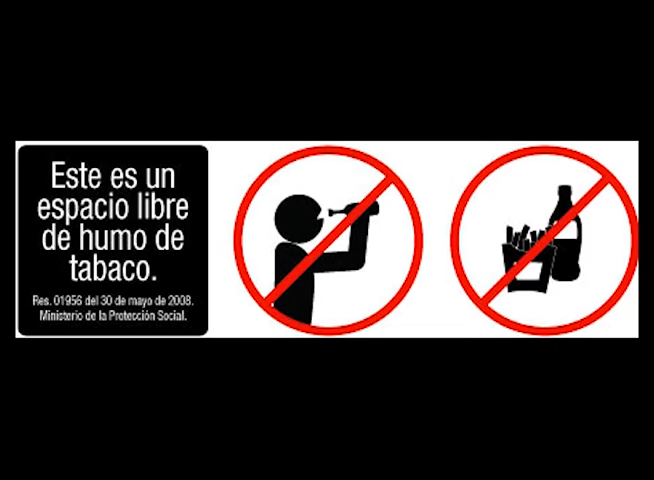 Este es un
espacio libre
de humo de
tabaco.
Res. 01956 del 30 de mayo de 2008.
Ministerio de la Protección Social.